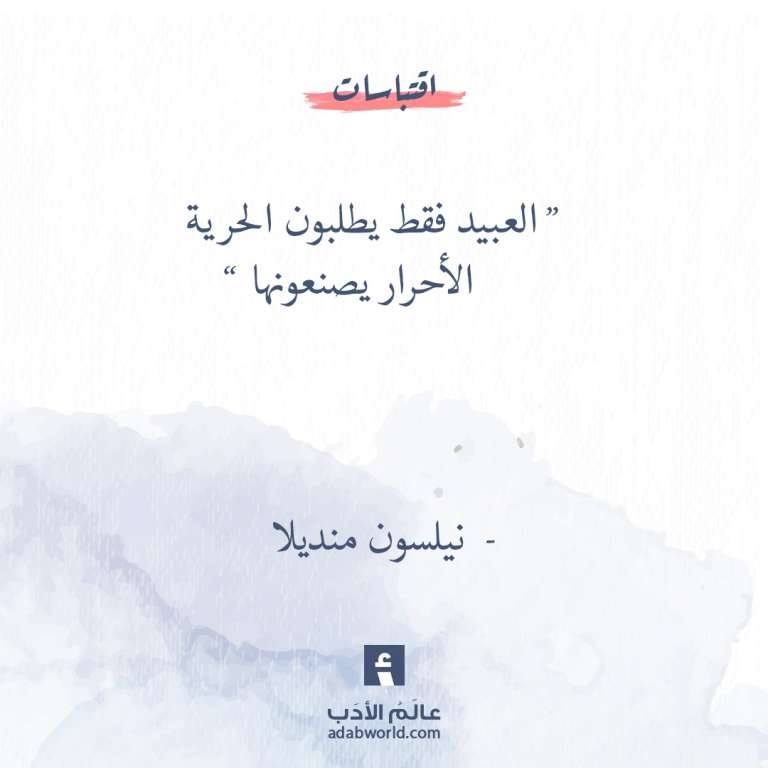 اقتباسات
” العبيد فقط يطلبون الحرية
الأحرار يصنعونها “
- نيلسون منديلا
أ
عالَمُ الأدَب
adabworld.com